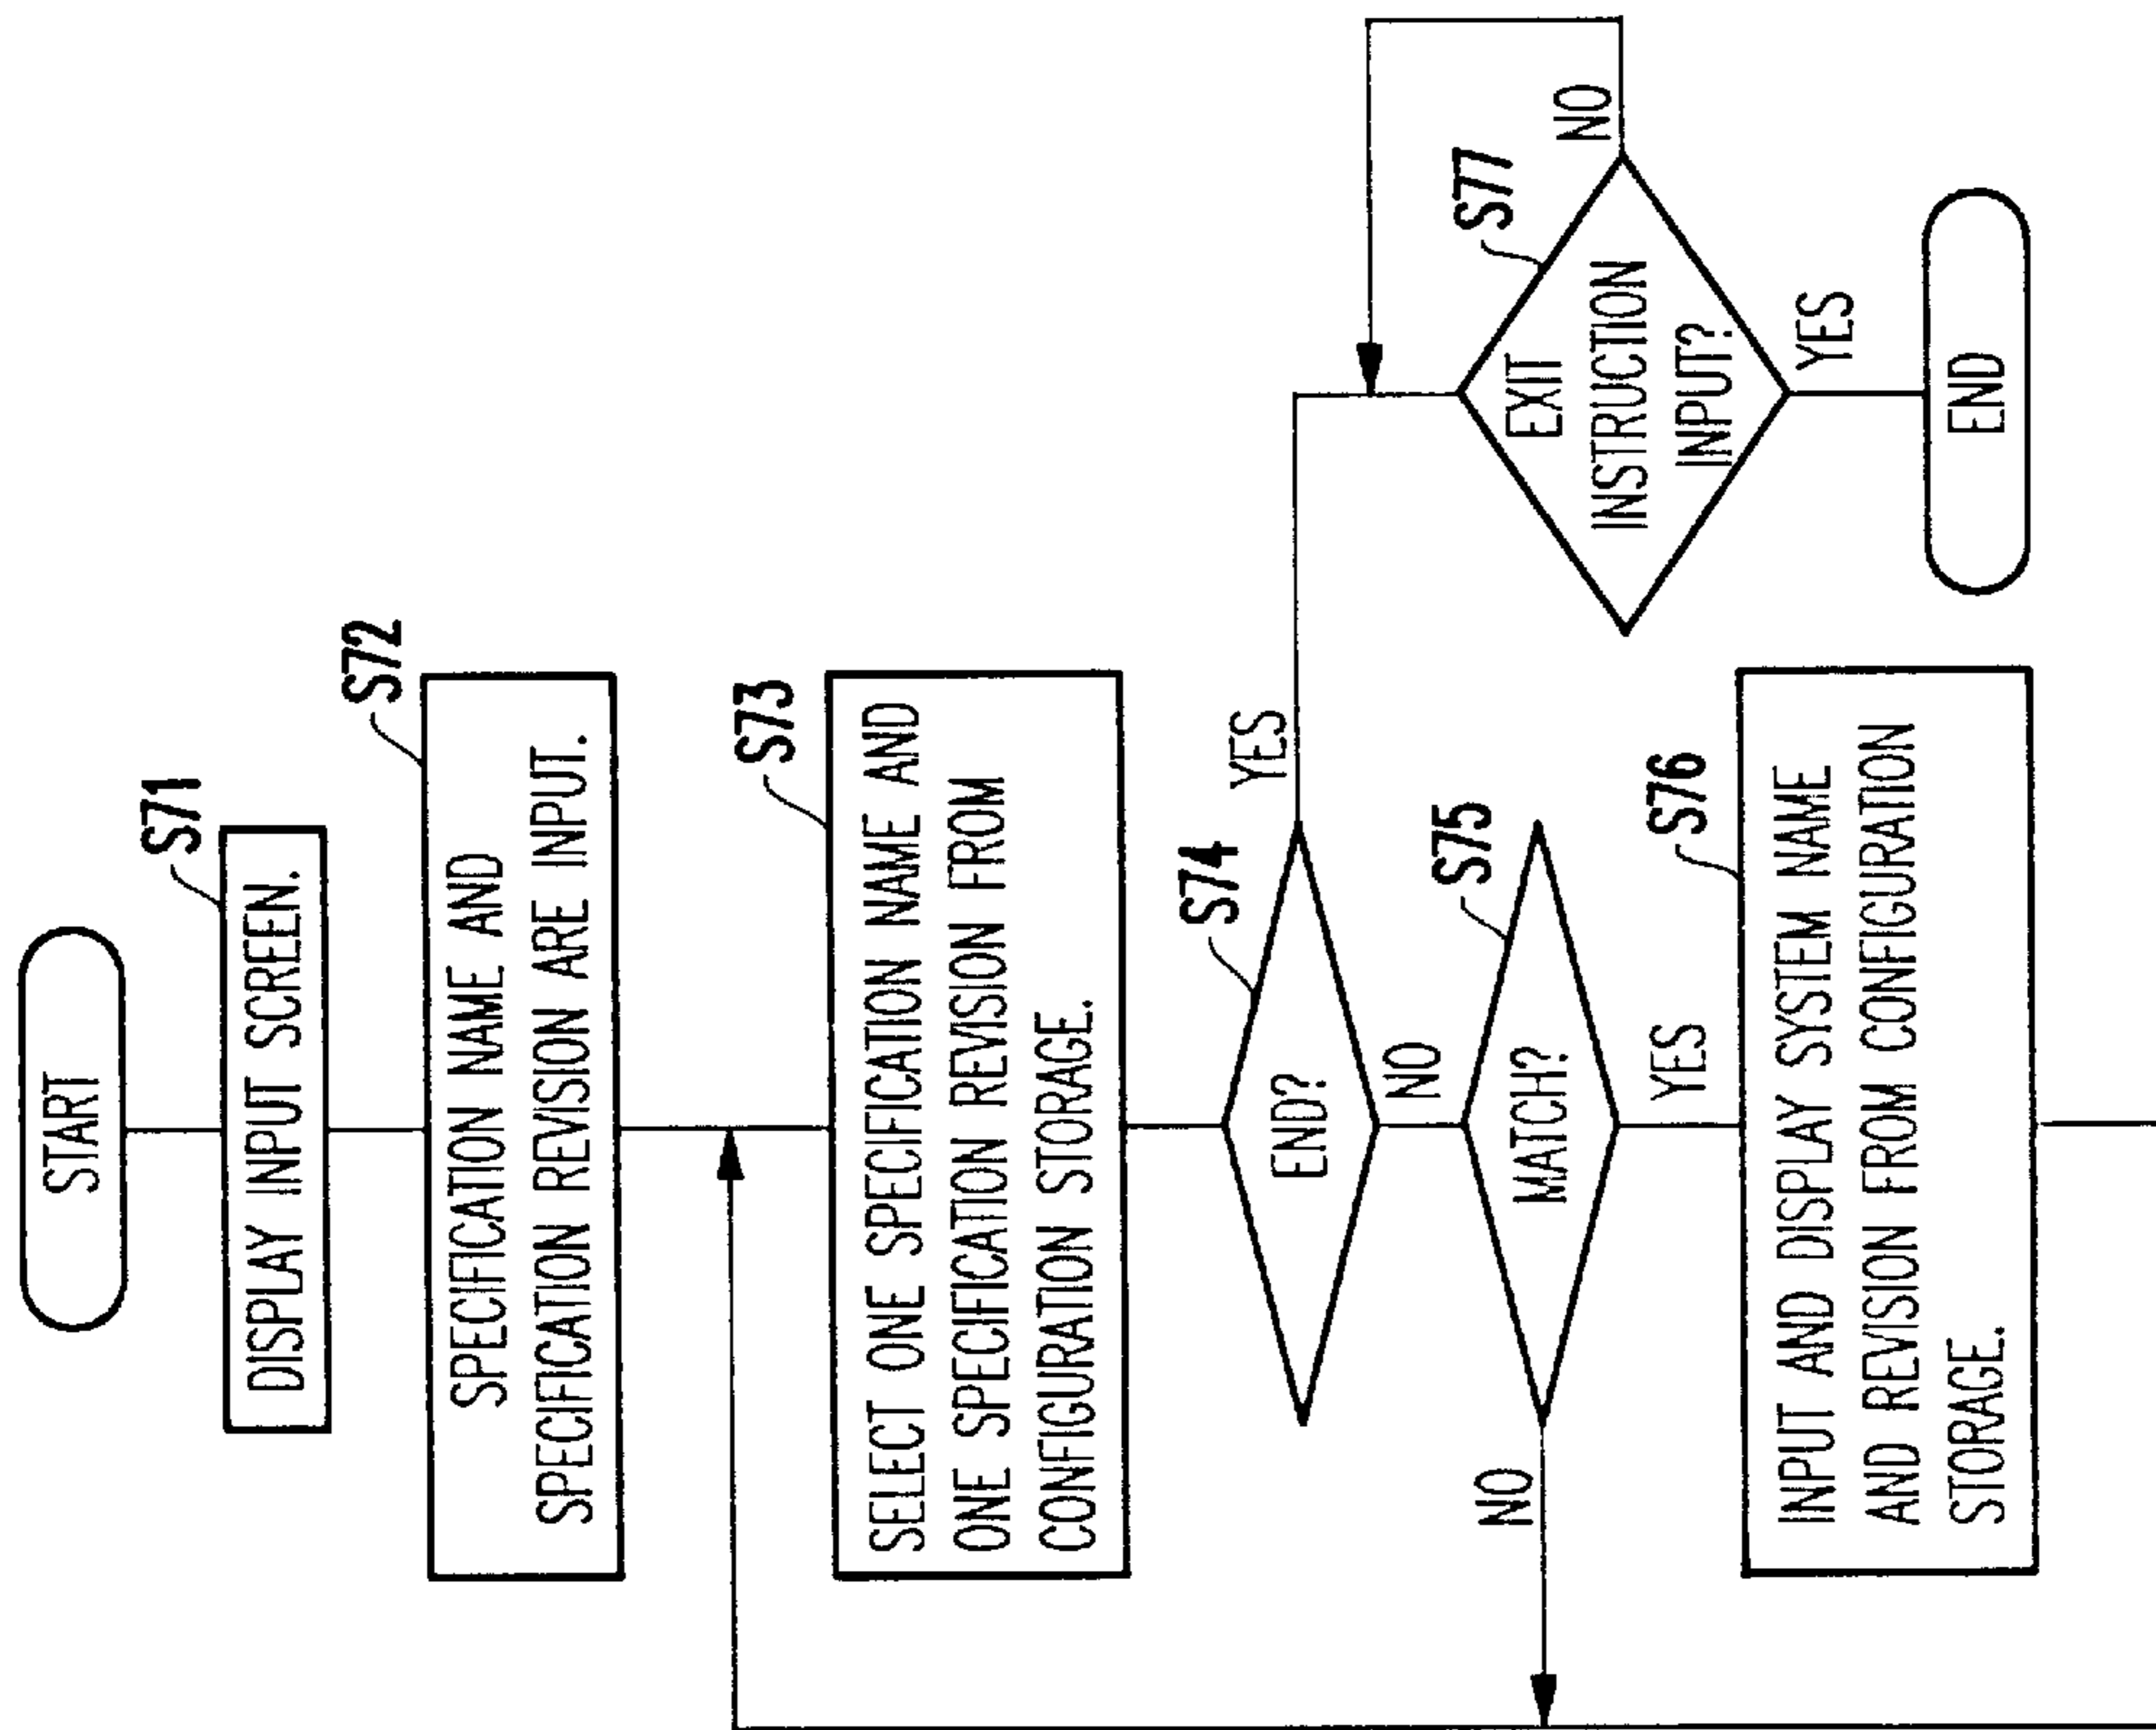 START
S71
DISPLAY INPUT SCREEN.
S72
SPECIFICATION NAME AND
SPECIFICATION REVISION ARE INPUT.
S73
SELECT ONE SPECIFICATION NAME AND
ONE SPECIFICATION REVISION FROM
CONFIGURATION STORAGE.
S74
END?
YES
NO
S75
MATCH?
NO
YES
S76
INPUT AND DISPLAY SYSTEM NAME
AND REVISION FROM CONFIGURATION
STORAGE.
S77
EXIT
INSTRUCTION
INPUT?
NO
YES
END